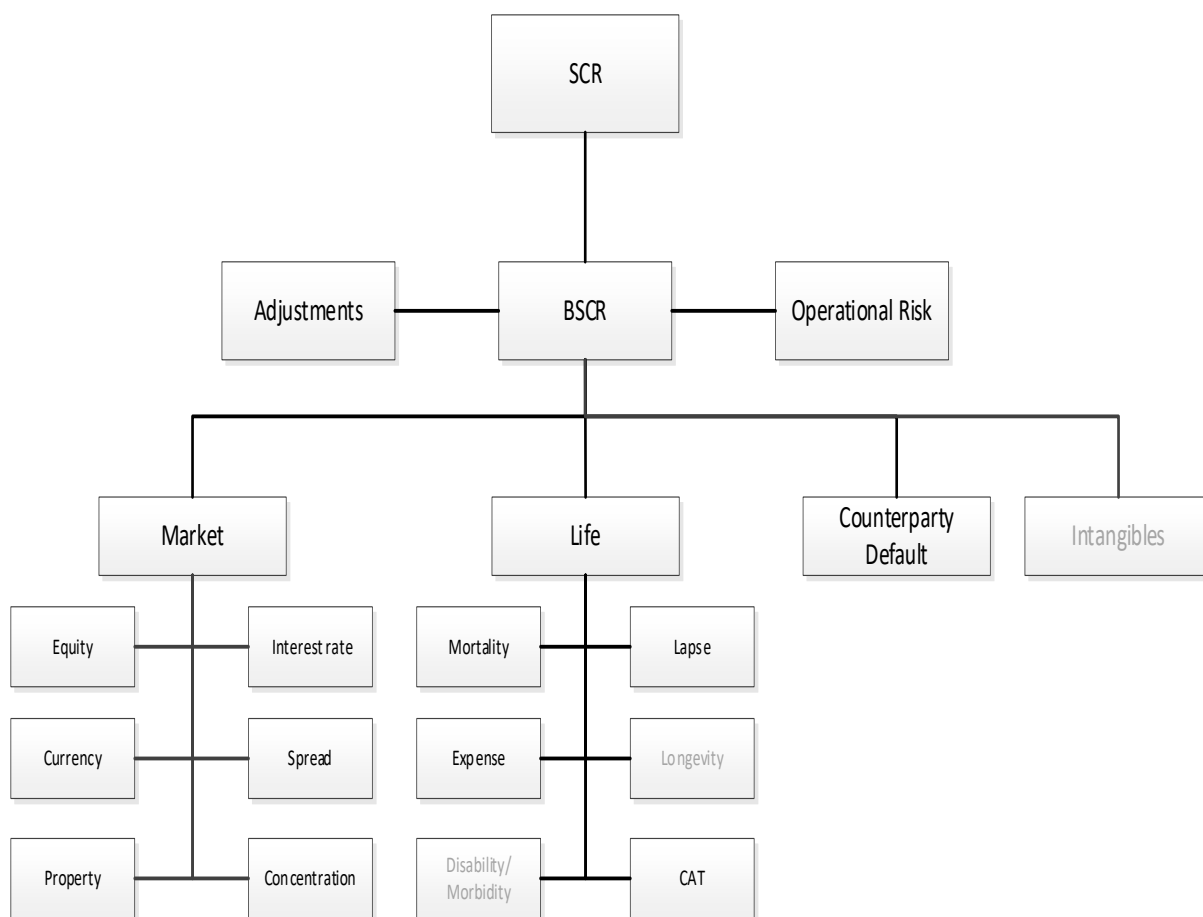 SCR
Adjustments
BSCR
Operational Risk
Market
Life
Counterparty
Default
Intangibles
Equity
Interest rate
Mortality
Lapse
Currency
Spread
Expense
Longevity
Property
Concentration
Disability/
Morbidity
CAT